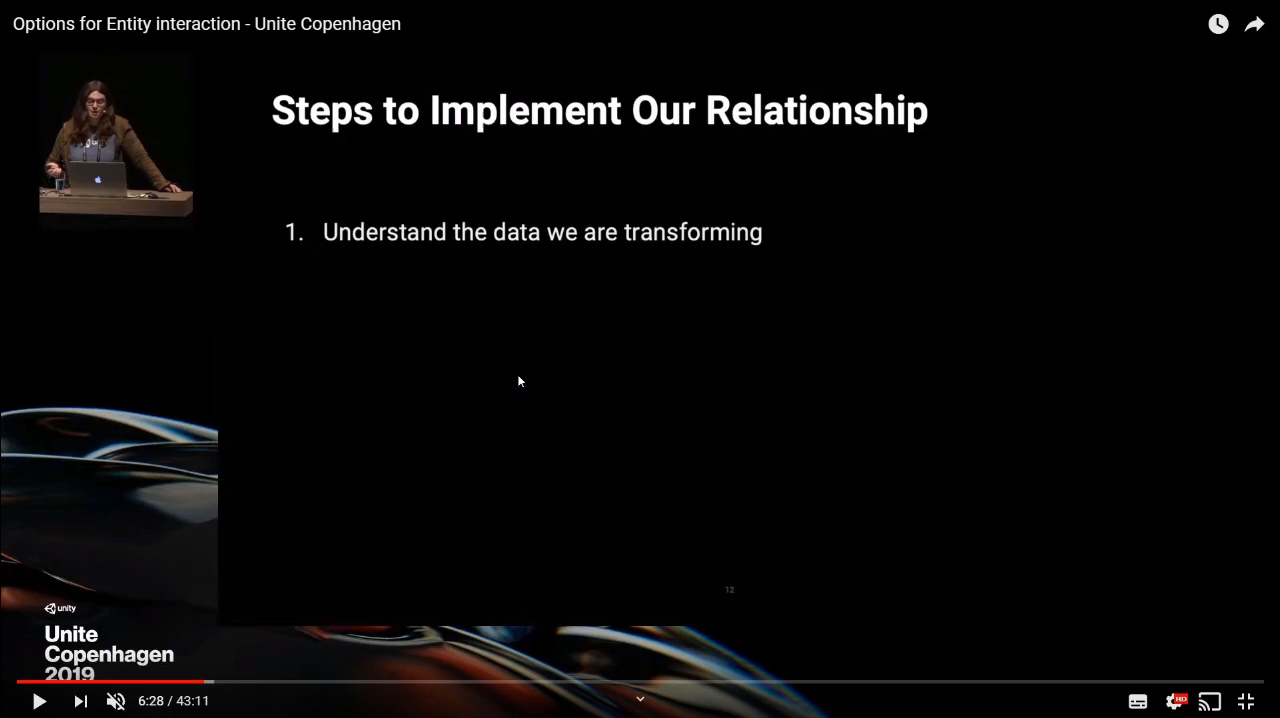 Options for Entity interaction - Unite Copenhagen
Steps to Implement Our Relationship
1. Understand the data we are transforming
12
unity
Unite
Copenhagen
2019
6:28 / 43:11
HD